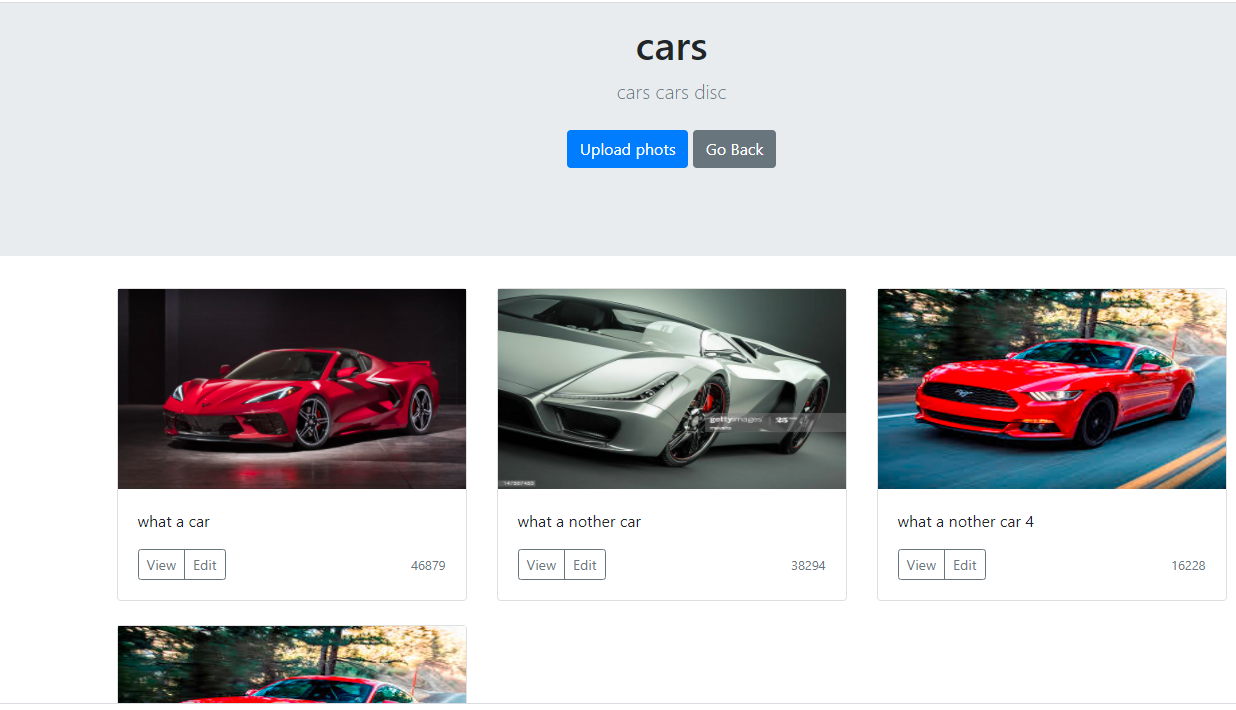 cars
cars cars disc
Upload phots Go Back
gettyimages
what a car
View Edit 46879
what a nother car
View Edit 38294
what a nother car 4
View Edit 16228